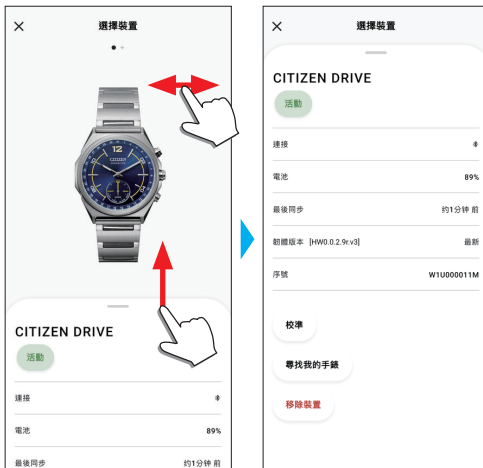 選擇裝置
12
CITIZEN
CITIZEN DRIVE
活動
連接
電池 89%
最後同步 约1分钟 前
選擇裝置
CITIZEN DRIVE
活動
連接
電池 89%
最後同步 约1分钟 前
韌體版本 [HW0.0.2.9r.v3] 最新
序號 W1U000011M
校準
尋找我的手錶
移除裝置